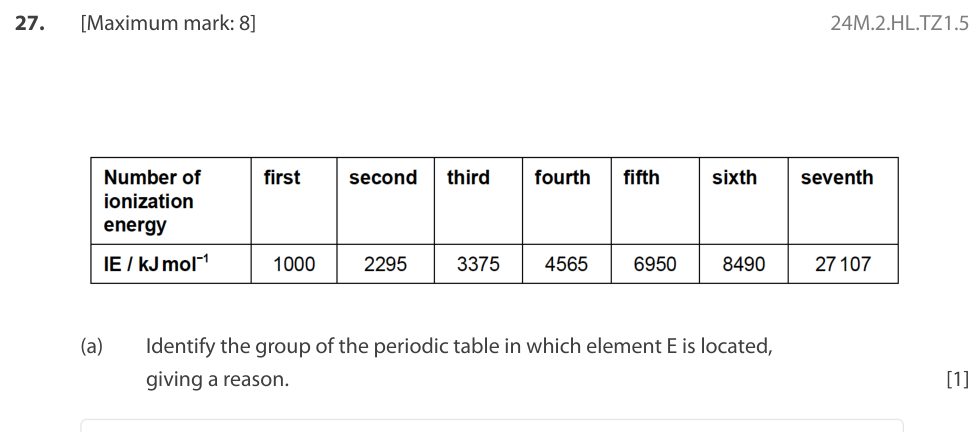 27. [Maximum mark: 8] 24M.2.HL.TZ1.5
Number of ionization energy first second third fourth fifth sixth seventh
IE / kJ mol⁻¹ 1000 2295 3375 4565 6950 8490 27 107
(a) Identify the group of the periodic table in which element E is located,
giving a reason. [1]